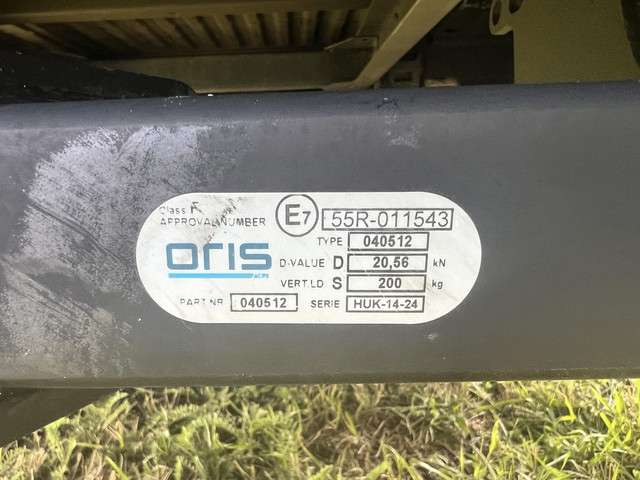 Class F
APPROVAL NUMBER E7 55R-011543
TYPE 040512
oris D-VALUE D 20,56 kN
VERT.LD S 200 kg
PART NR 040512 SERIE HUK-14-24